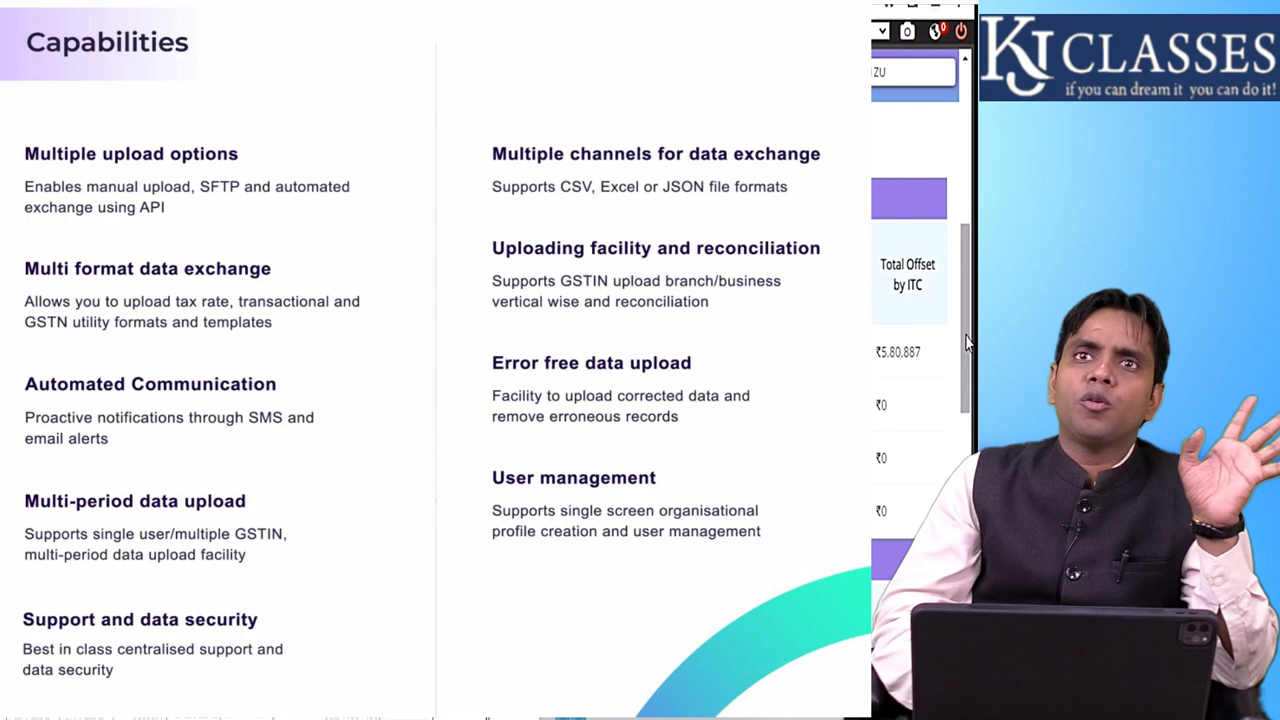 Capabilities
Multiple upload options
Enables manual upload, SFTP and automated
exchange using API
Multi format data exchange
Allows you to upload tax rate, transactional and
GSTN utility formats and templates
Automated Communication
Proactive notifications through SMS and
email alerts
Multi-period data upload
Supports single user/multiple GSTIN,
multi-period data upload facility
Support and data security
Best in class centralised support and
data security
Multiple channels for data exchange
Supports CSV, Excel or JSON file formats
Uploading facility and reconciliation
Supports GSTIN upload branch/business
vertical wise and reconciliation
Error free data upload
Facility to upload corrected data and
remove erroneous records
User management
Supports single screen organisational
profile creation and user management
0
ZU
Total Offset
by ITC
₹5,80,887
₹0
₹0
₹0
KJ CLASSES
if you can dream it you can do it!